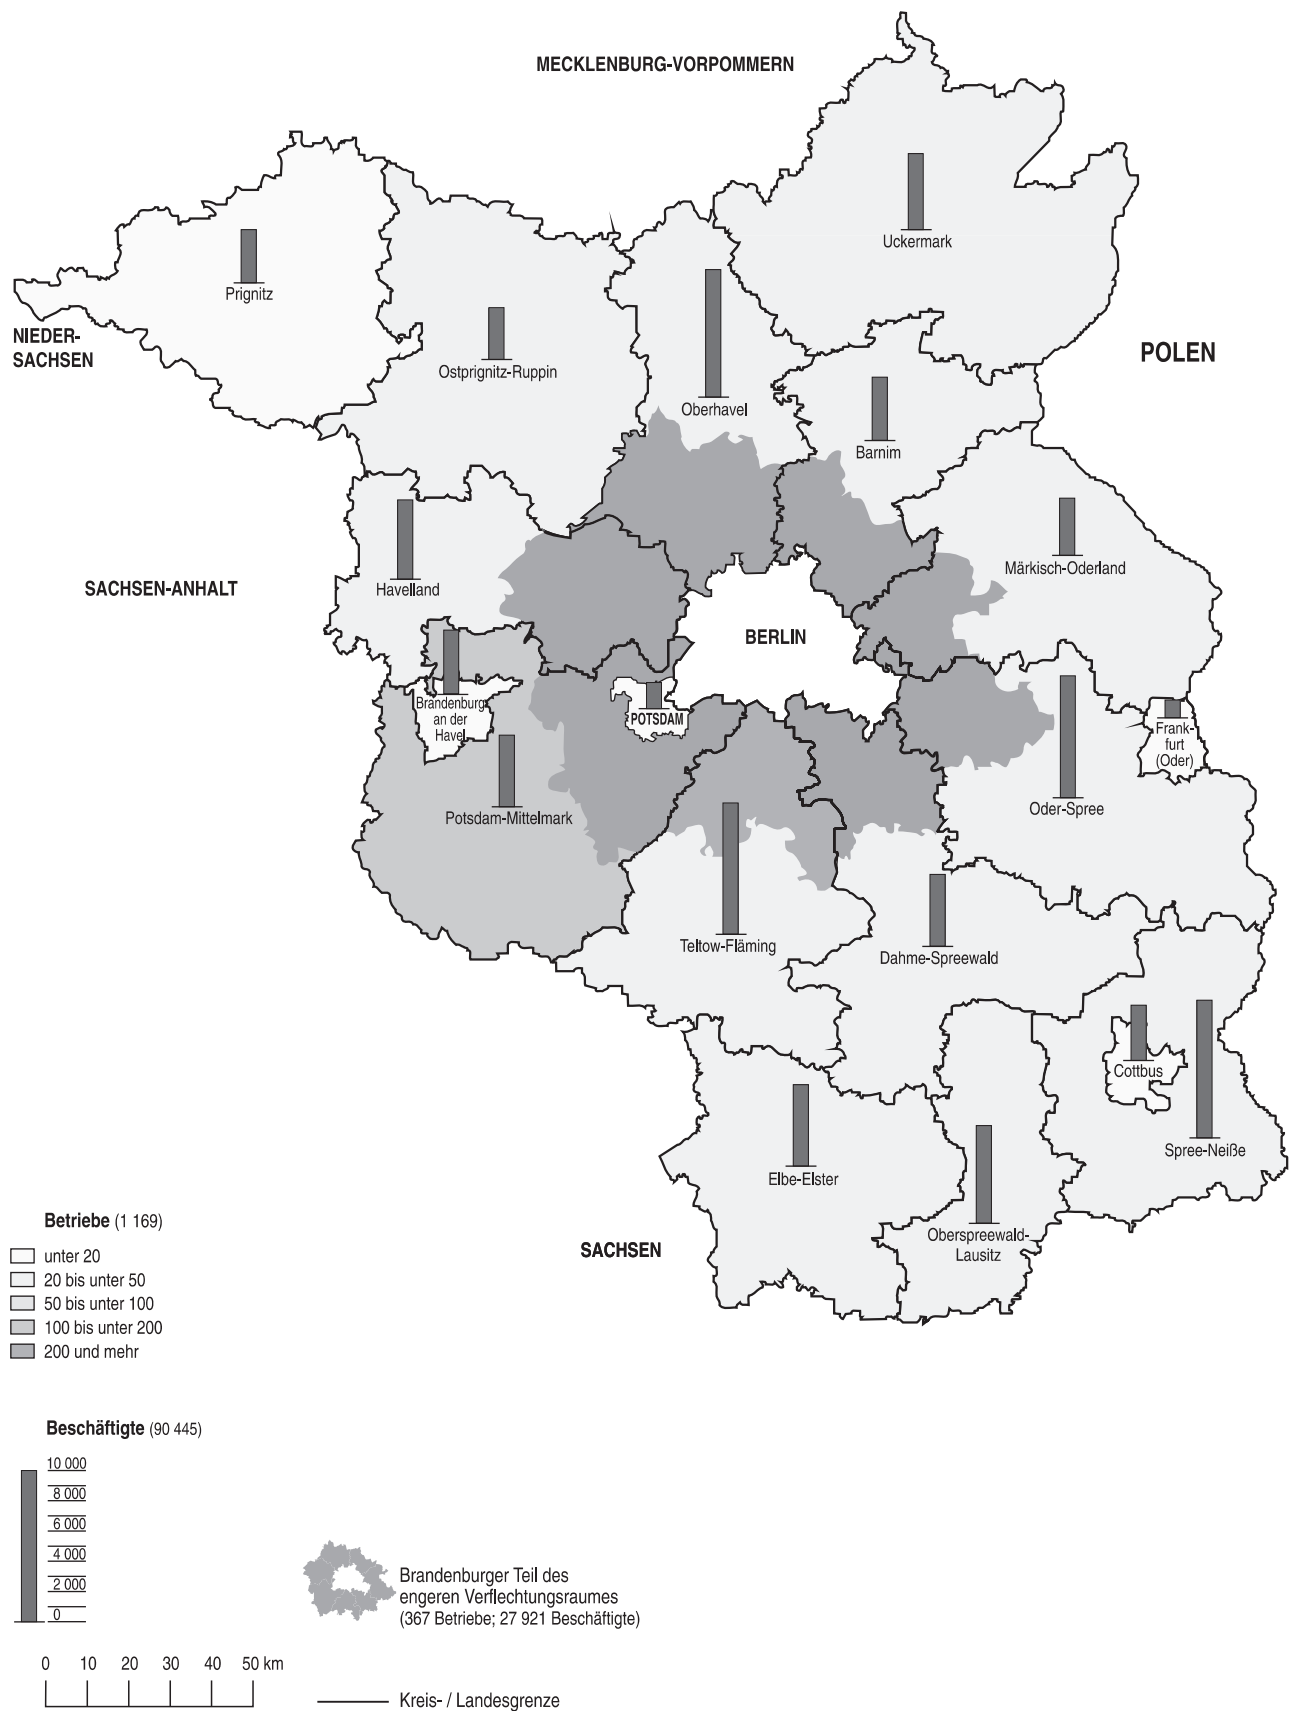 MECKLENBURG-VORPOMMERN
Uckermark
Prignitz
NIEDER-
SACHSEN
POLEN
Ostprignitz-Ruppin
Oberhavel
Barnim
SACHSEN-ANHALT
Havelland
Märkisch-Oderland
BERLIN
Brandenburg
an der
Havel
POTSDAM
Frank-
furt
(Oder)
Potsdam-Mittelmark
Oder-Spree
Teltow-Fläming
Dahme-Spreewald
Cottbus
Spree-Neiße
Elbe-Elster
Oberspreewald-
Lausitz
SACHSEN
Betriebe (1 169)
unter 20
20 bis unter 50
50 bis unter 100
100 bis unter 200
200 und mehr
Beschäftigte (90 445)
10 000
8 000
6 000
4 000
2 000
0
Brandenburger Teil des
engeren Verflechtungsraumes
(367 Betriebe; 27 921 Beschäftigte)
0 10 20 30 40 50 km
Kreis- / Landesgrenze